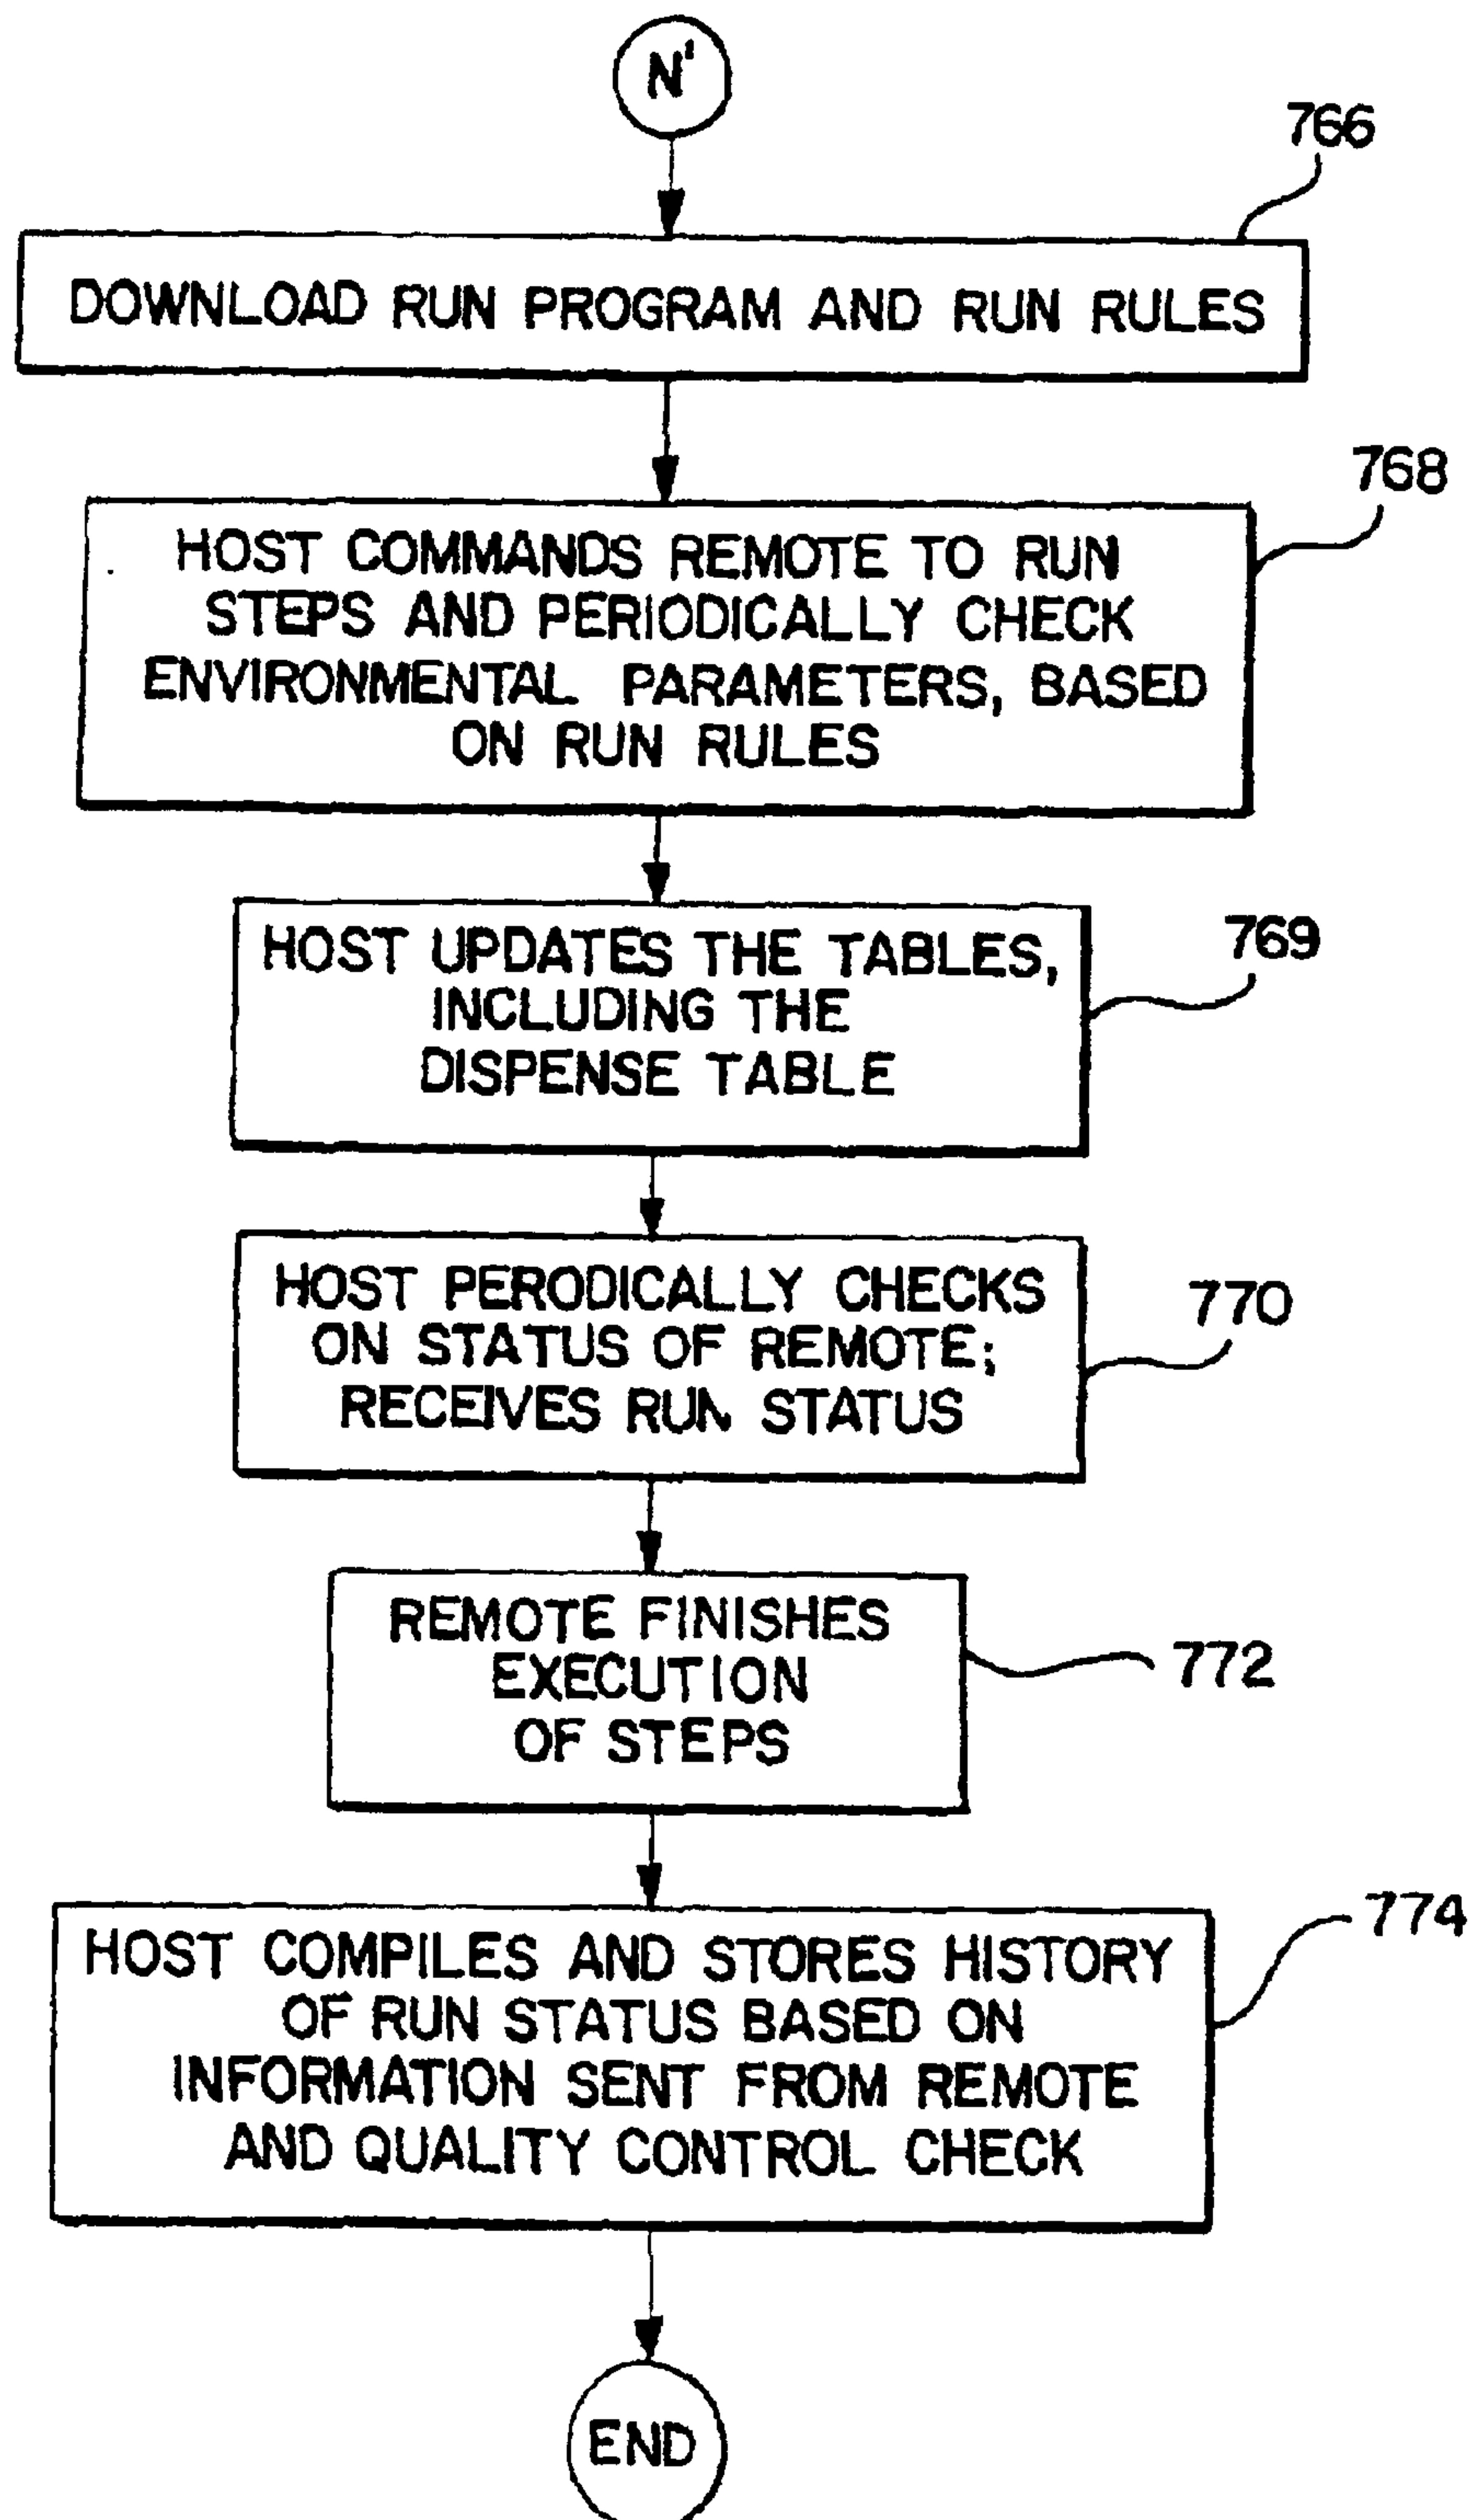 N'
766
DOWNLOAD RUN PROGRAM AND RUN RULES
768
HOST COMMANDS REMOTE TO RUN
STEPS AND PERIODICALLY CHECK
ENVIRONMENTAL PARAMETERS, BASED
ON RUN RULES
769
HOST UPDATES THE TABLES,
INCLUDING THE
DISPENSE TABLE
770
HOST PERODICALLY CHECKS
ON STATUS OF REMOTE;
RECEIVES RUN STATUS
REMOTE FINISHES
EXECUTION
OF STEPS
772
774
HOST COMPILES AND STORES HISTORY
OF RUN STATUS BASED ON
INFORMATION SENT FROM REMOTE
AND QUALITY CONTROL CHECK
END